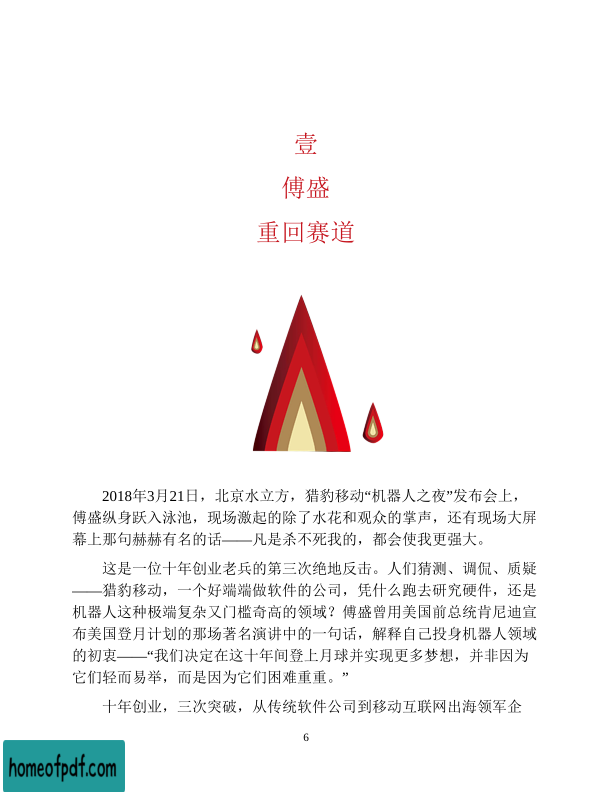 壹
傅盛
重回赛道
2018年3月21日，北京水立方，猎豹移动“机器人之夜”发布会上，
傅盛纵身跃入泳池，现场激起的除了水花和观众的掌声，还有现场大屏
幕上那句赫赫有名的话——凡是杀不死我的，都会使我更强大。
这是一位十年创业老兵的第三次绝地反击。人们猜测、调侃、质疑
——猎豹移动，一个好端端做软件的公司，凭什么跑去研究硬件，还是
机器人这种极端复杂又门槛奇高的领域？傅盛曾用美国前总统肯尼迪宣
布美国登月计划的那场著名演讲中的一句话，解释自己投身机器人领域
的初衷——“我们决定在这十年间登上月球并实现更多梦想，并非因为
它们轻而易举，而是因为它们困难重重。”
十年创业，三次突破，从传统软件公司到移动互联网出海领军企
6
homeofpdf.com